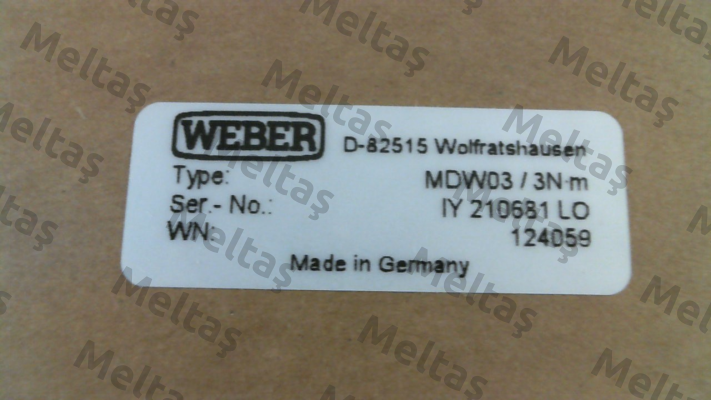 WEBER D-82515 Wolfratshausen
Type: MDW03 / 3N·m
Ser.- No.: IY 210681 LO
WN: 124059
Made in Germany
Meltaş